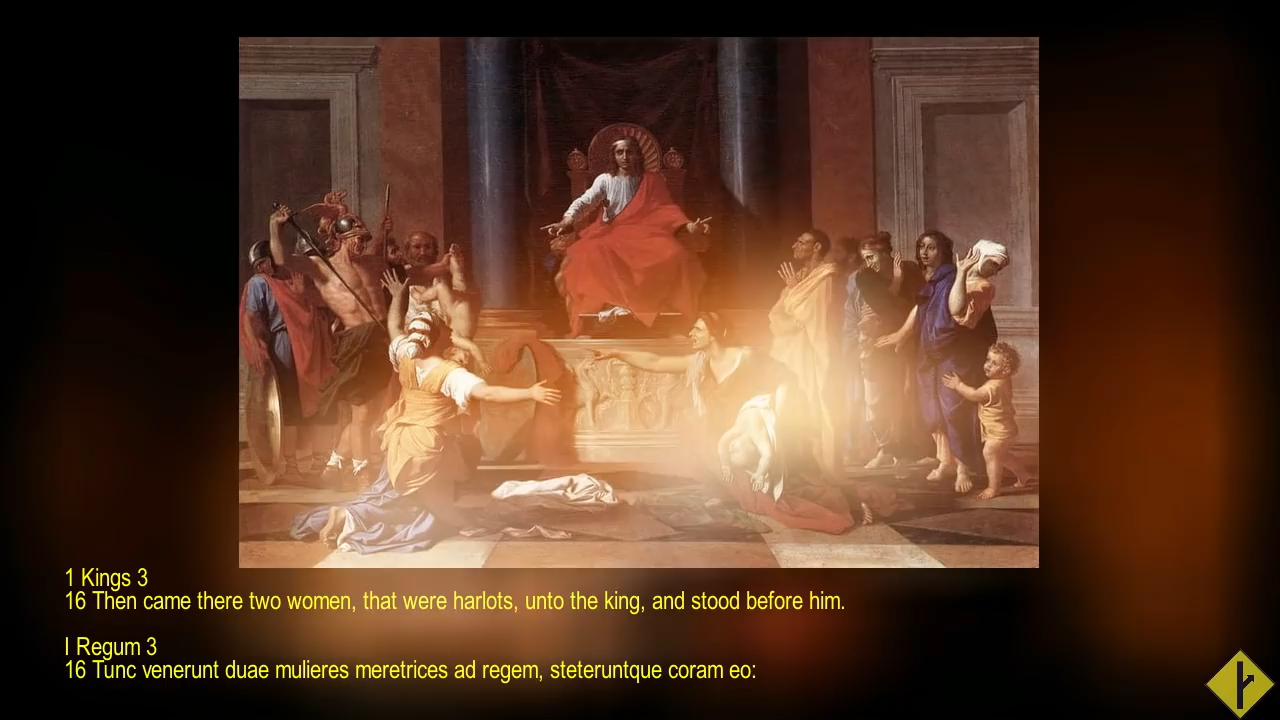 1 Kings 3
16 Then came there two women, that were harlots, unto the king, and stood before him.
I Regum 3
16 Tunc venerunt duae mulieres meretrices ad regem, steteruntque coram eo: